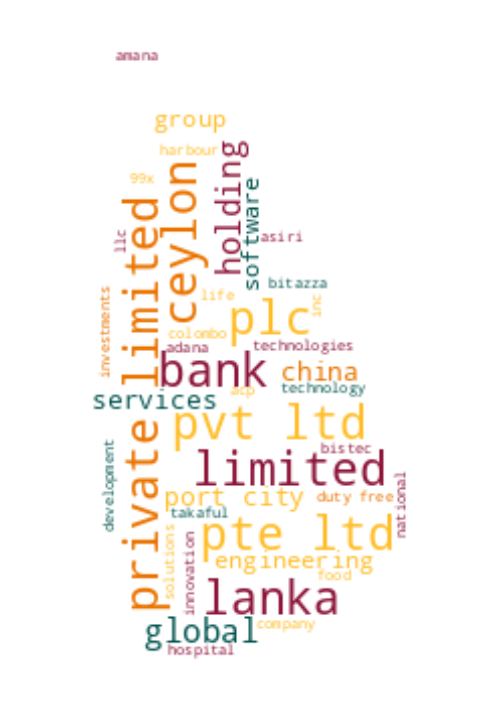 amana
group
harbour
99x
ceylon
holding
software
private limited
llc
asiri
bitazza
investments
life
inc
plc
colombo
adana
technologies
bank
china
acp
technology
services
pvt ltd
bistec
development
limited
national
port city
duty free
takaful
solutions
innovation
pte ltd
engineering
food
lanka
global
company
hospital